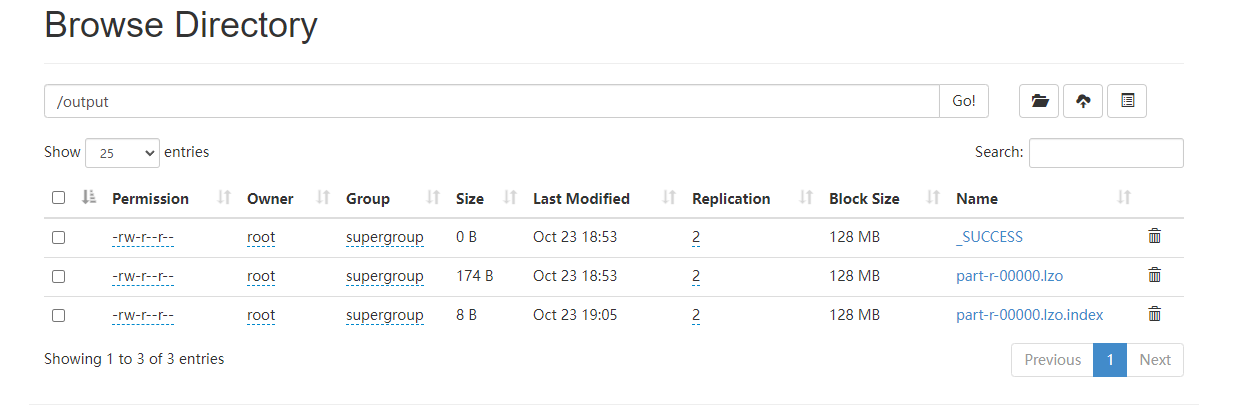 Browse Directory
/output Go!
Show 25 entries Search:
Permission Owner Group Size Last Modified Replication Block Size Name
-rw-r--r-- root supergroup 0 B Oct 23 18:53 2 128 MB _SUCCESS
-rw-r--r-- root supergroup 174 B Oct 23 18:53 2 128 MB part-r-00000.lzo
-rw-r--r-- root supergroup 8 B Oct 23 19:05 2 128 MB part-r-00000.lzo.index
Showing 1 to 3 of 3 entries Previous 1 Next